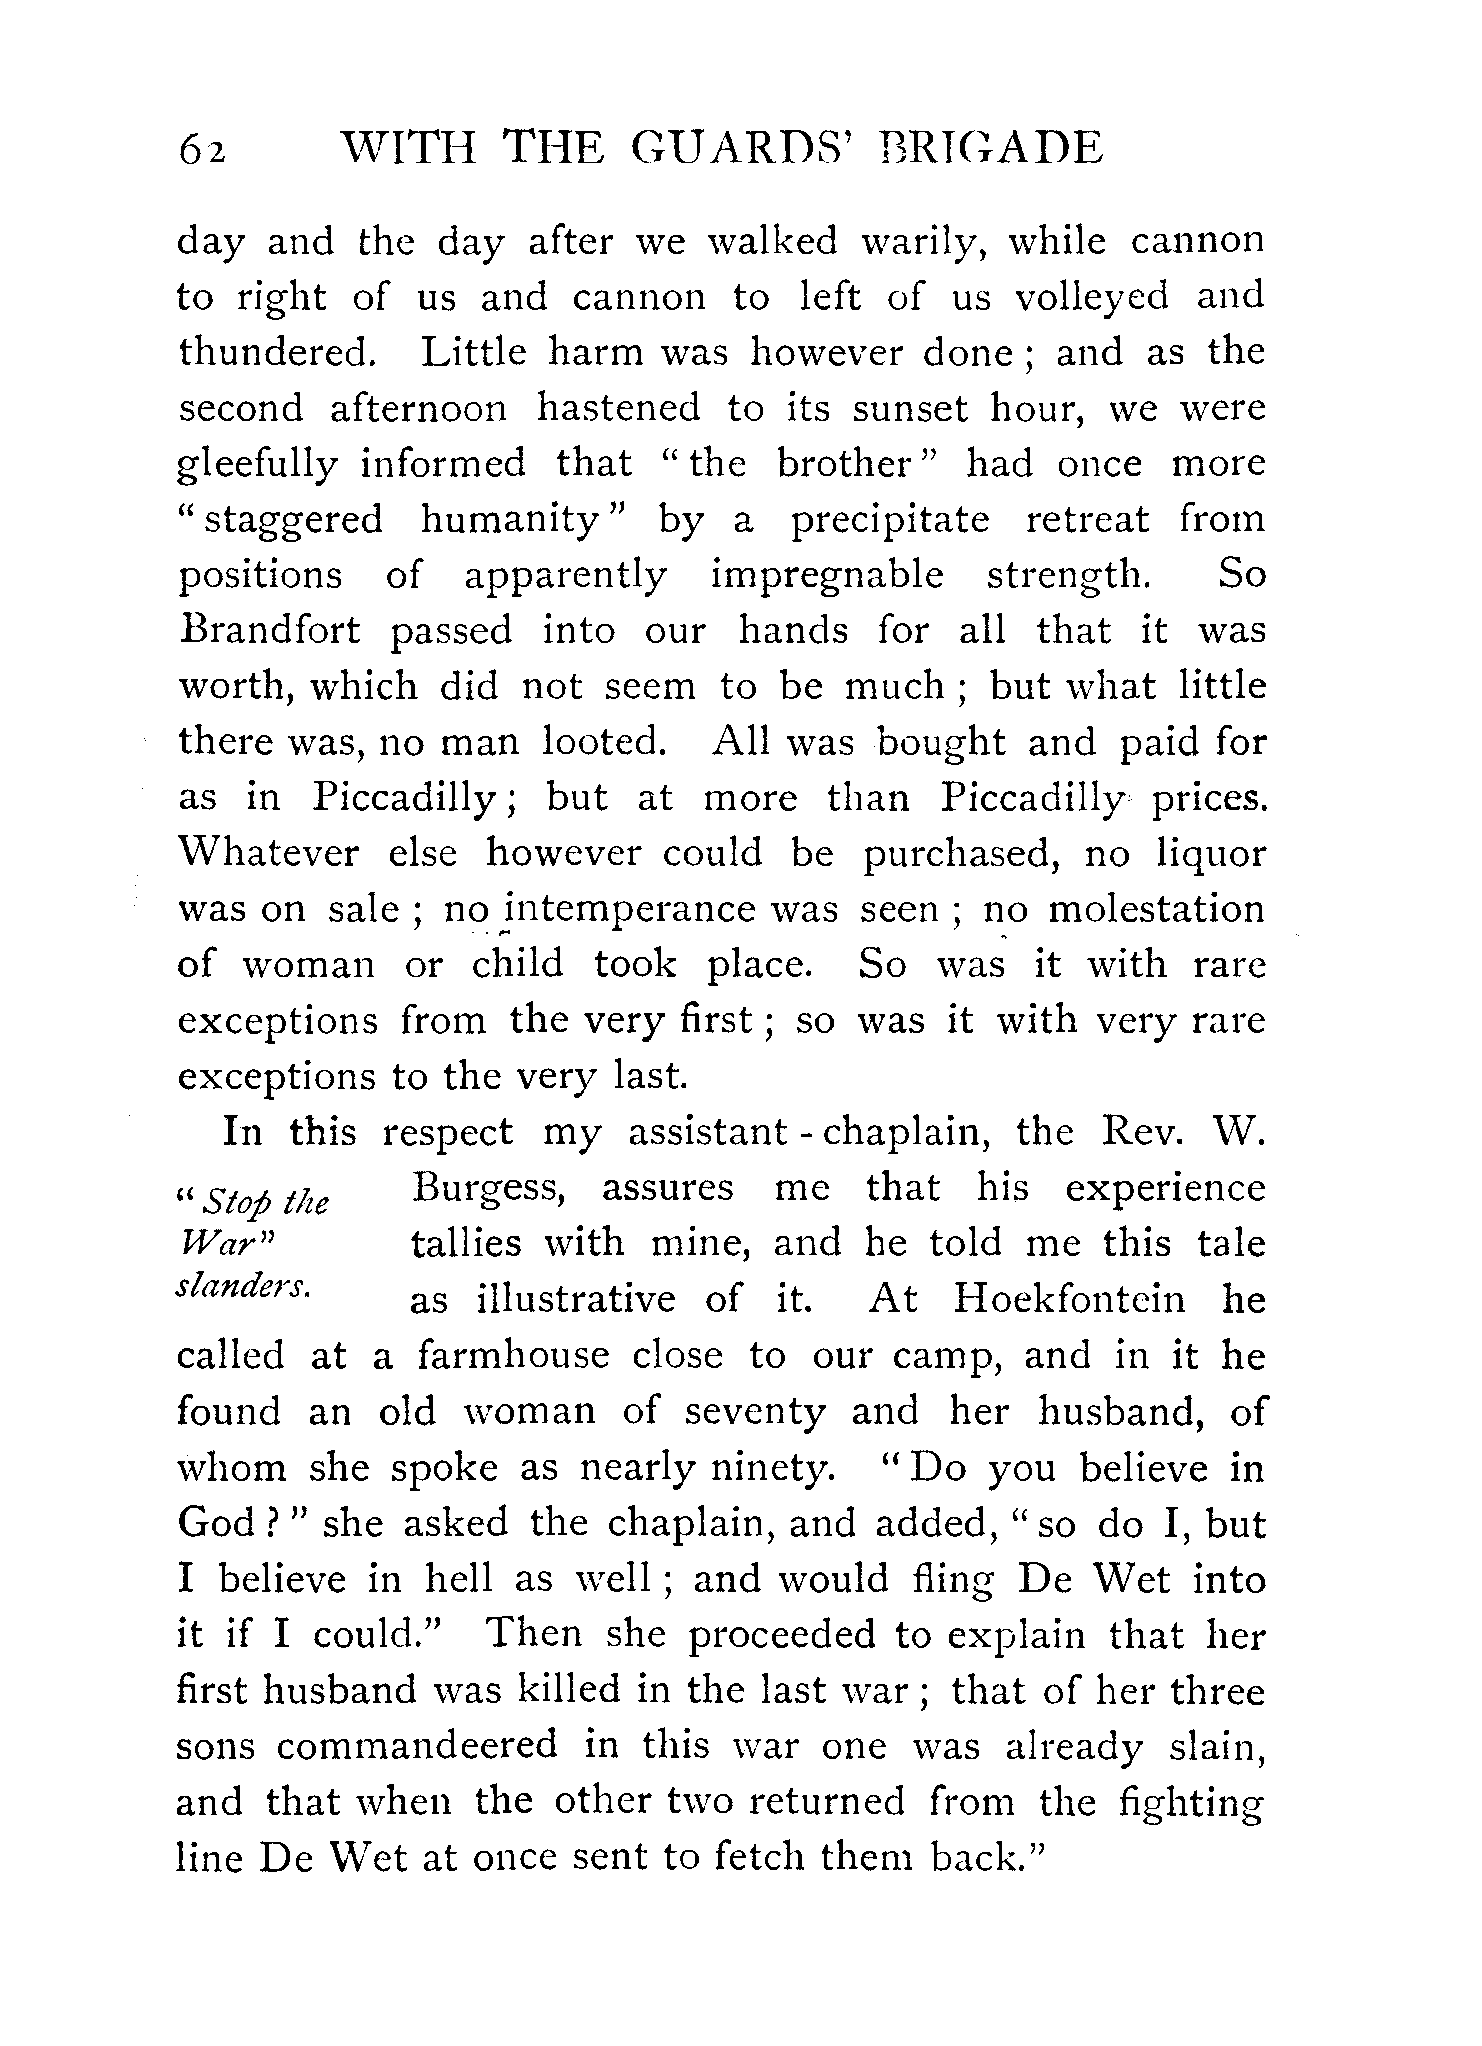 62 WITH THE GUARDS' BRIGADE
day and the day after we walked warily, while cannon
to right of us and cannon to left of us volleyed and
thundered. Little harm was however done ; and as the
second afternoon hastened to its sunset hour, we were
gleefully informed that " the brother " had once more
" staggered humanity " by a precipitate retreat from
positions of apparently impregnable strength. So
Brandfort passed into our hands for all that it was
worth, which did not seem to be much ; but what little
there was, no man looted. All was bought and paid for
as in Piccadilly ; but at more than Piccadilly prices.
Whatever else however could be purchased, no liquor
was on sale ; no intemperance was seen ; no molestation
of woman or child took place. So was it with rare
exceptions from the very first ; so was it with very rare
exceptions to the very last.
In this respect my assistant - chaplain, the Rev. W.
" Stop the
War "
slanders.
Burgess, assures me that his experience
tallies with mine, and he told me this tale
as illustrative of it. At Hoekfontein he
called at a farmhouse close to our camp, and in it he
found an old woman of seventy and her husband, of
whom she spoke as nearly ninety. " Do you believe in
God ? " she asked the chaplain, and added, " so do I, but
I believe in hell as well ; and would fling De Wet into
it if I could." Then she proceeded to explain that her
first husband was killed in the last war ; that of her three
sons commandeered in this war one was already slain,
and that when the other two returned from the fighting
line De Wet at once sent to fetch them back."